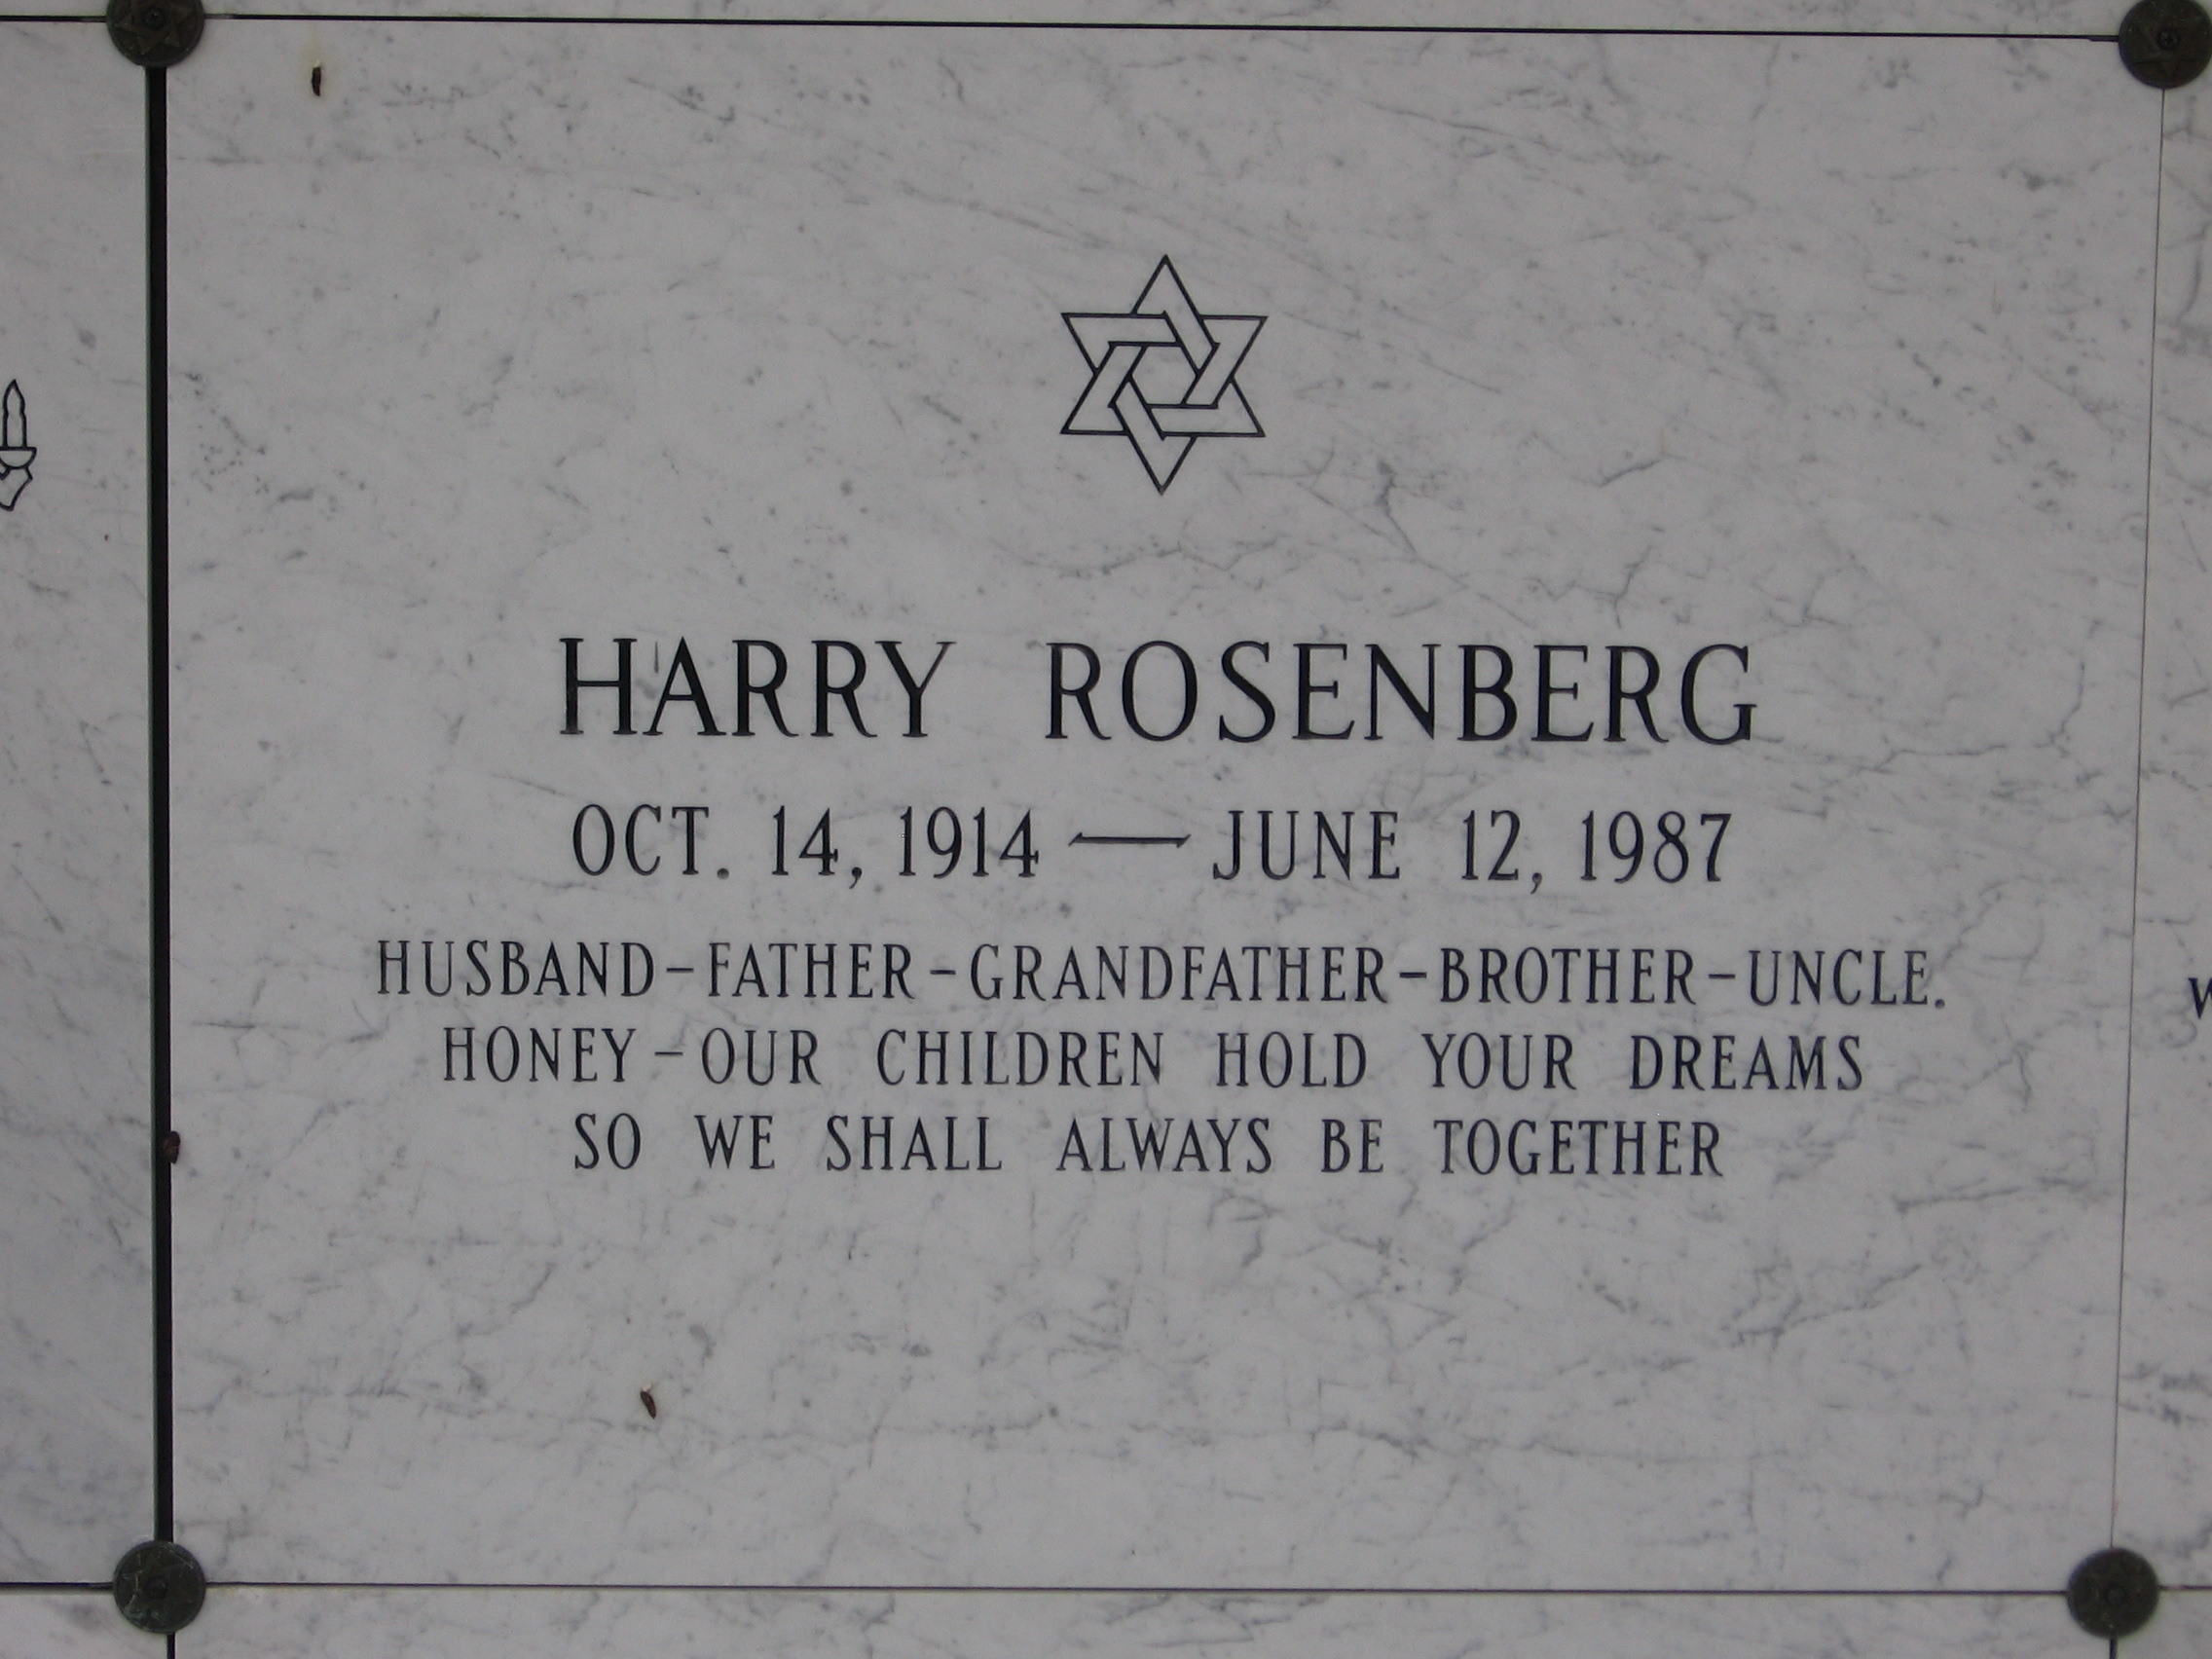 HARRY ROSENBERG
OCT. 14, 1914 — JUNE 12, 1987
HUSBAND-FATHER-GRANDFATHER-BROTHER-UNCLE.
HONEY-OUR CHILDREN HOLD YOUR DREAMS
SO WE SHALL ALWAYS BE TOGETHER